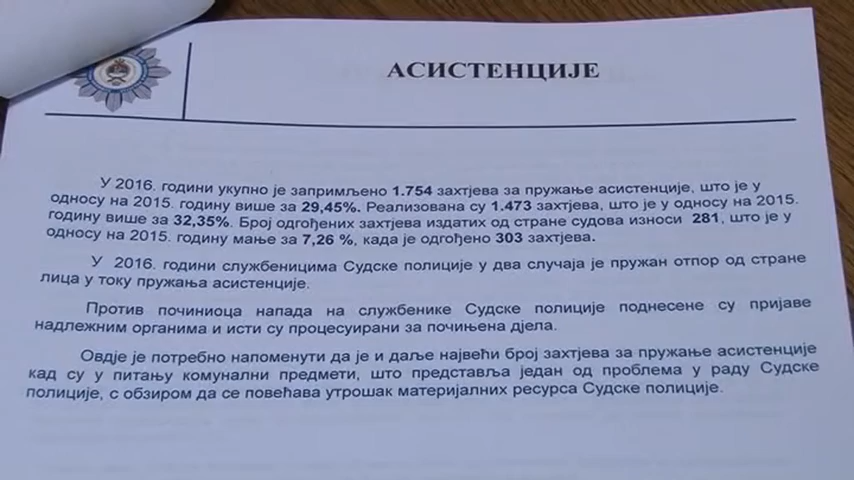 АСИСТЕНЦИЈЕ
У 2016. години укупно је запримљено 1.754 захтјева за пружање асистенције, што је у
односу на 2015. годину више за 29,45%. Реализована су 1.473 захтјева, што је у односу на 2015.
годину више за 32,35%. Број одгођених захтјева издатих од стране судова износи 281, што је у
односу на 2015. годину мање за 7,26 %, када је одгођено 303 захтјева.
У 2016. години службеницима Судске полиције у два случаја је пружан отпор од стране
лица у току пружања асистенције.
Против починиоца напада на службенике Судске полиције поднесене су пријаве
надлежним органима и исти су процесуирани за почињена дјела.
Овдје је потребно напоменути да је и даље највећи број захтјева за пружање асистенције
кад су у питању комунални предмети, што представља један од проблема у раду Судске
полиције, с обзиром да се повећава утрошак материјалних ресурса Судске полиције.